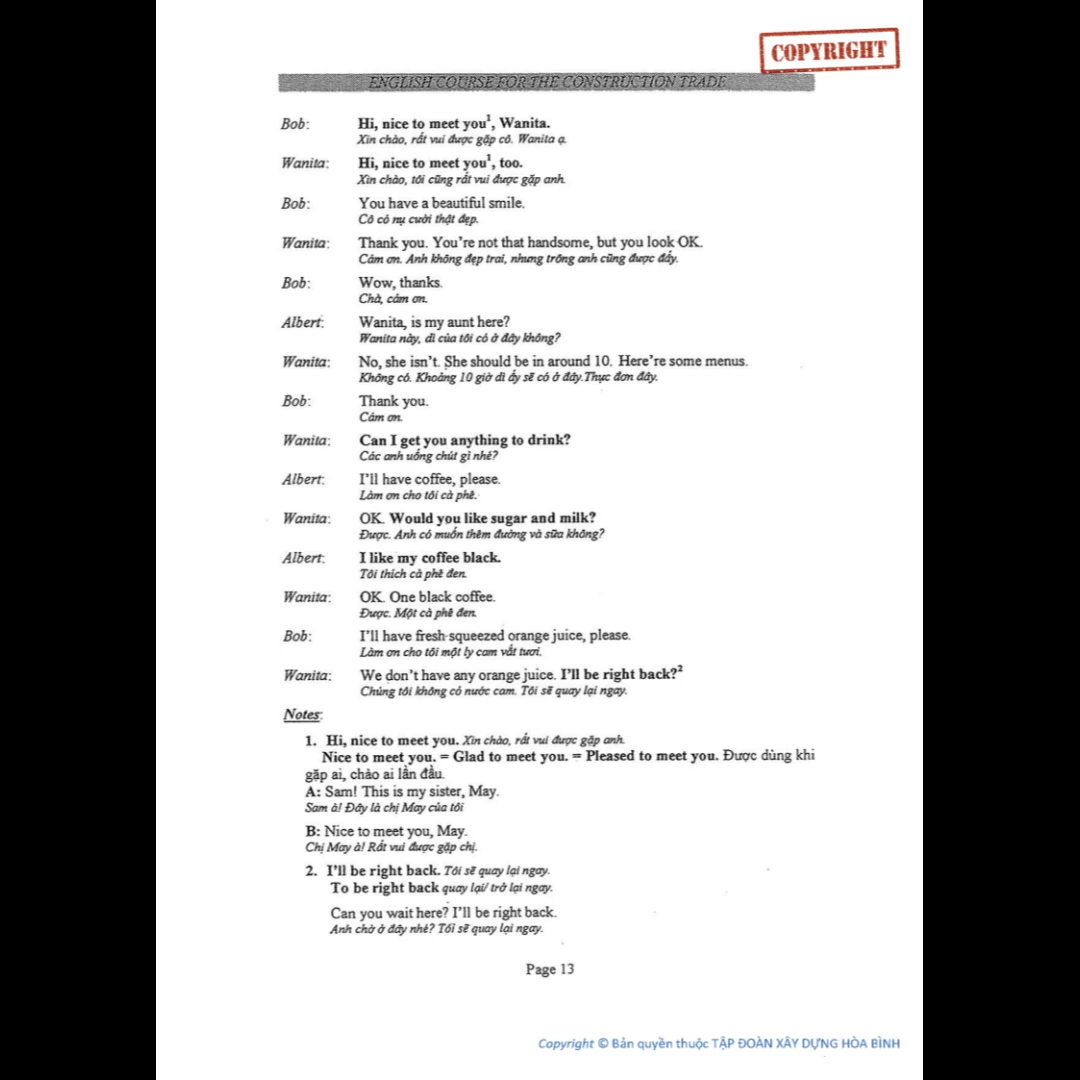 COPYRIGHT
ENGLISH COURSE FOR THE CONSTRUCTION TRADE
Bob: Hi, nice to meet you¹, Wanita.
Xin chào, rất vui được gặp cô. Wanita ạ.
Wanita: Hi, nice to meet you¹, too.
Xin chào, tôi cũng rất vui được gặp anh.
Bob: You have a beautiful smile.
Cô có nụ cười thật đẹp.
Wanita: Thank you. You're not that handsome, but you look OK.
Cảm ơn. Anh không đẹp trai, nhưng trông anh cũng được đấy.
Bob: Wow, thanks.
Chà, cảm ơn.
Albert: Wanita, is my aunt here?
Wanita này, dì của tôi có ở đây không?
Wanita: No, she isn't. She should be in around 10. Here're some menus.
Không có. Khoảng 10 giờ dì ấy sẽ có ở đây.Thực đơn đây.
Bob: Thank you.
Cảm ơn.
Wanita: Can I get you anything to drink?
Các anh uống chút gì nhé?
Albert: I'll have coffee, please.
Làm ơn cho tôi cà phê.
Wanita: OK. Would you like sugar and milk?
Được. Anh có muốn thêm đường và sữa không?
Albert: I like my coffee black.
Tôi thích cà phê đen.
Wanita: OK. One black coffee.
Được. Một cà phê đen.
Bob: I'll have fresh-squeezed orange juice, please.
Làm ơn cho tôi một ly cam vắt tươi.
Wanita: We don't have any orange juice. I'll be right back?²
Chúng tôi không có nước cam. Tôi sẽ quay lại ngay.
Notes:
1. Hi, nice to meet you. Xin chào, rất vui được gặp anh.
Nice to meet you. = Glad to meet you. = Pleased to meet you. Được dùng khi
gặp ai, chào ai lần đầu.
A: Sam! This is my sister, May.
Sam à! Đây là chị May của tôi
B: Nice to meet you, May.
Chị May à! Rất vui được gặp chị.
2. I'll be right back. Tôi sẽ quay lại ngay.
To be right back quay lại/ trở lại ngay.
Can you wait here? I'll be right back.
Anh chờ ở đây nhé? Tôi sẽ quay lại ngay.
Page 13
Copyright © Bản quyền thuộc TẬP ĐOÀN XÂY DỰNG HÒA BÌNH